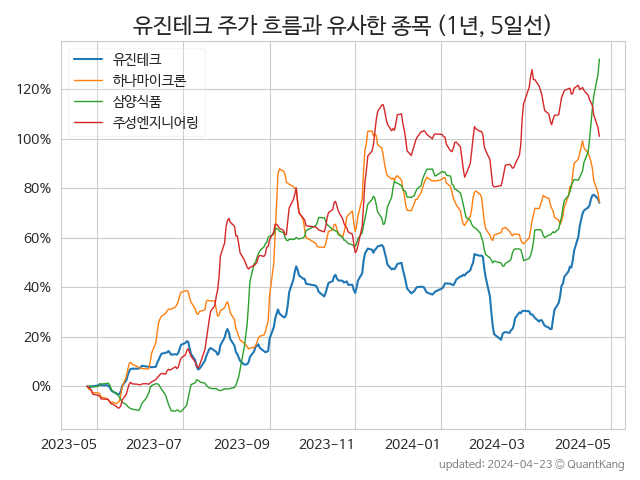 유진테크 주가 흐름과 유사한 종목 (1년, 5일선)
유진테크
하나마이크론
삼양식품
주성엔지니어링
120%
100%
80%
60%
40%
20%
0%
2023-05 2023-07 2023-09 2023-11 2024-01 2024-03 2024-05
updated: 2024-04-23 © QuantKang